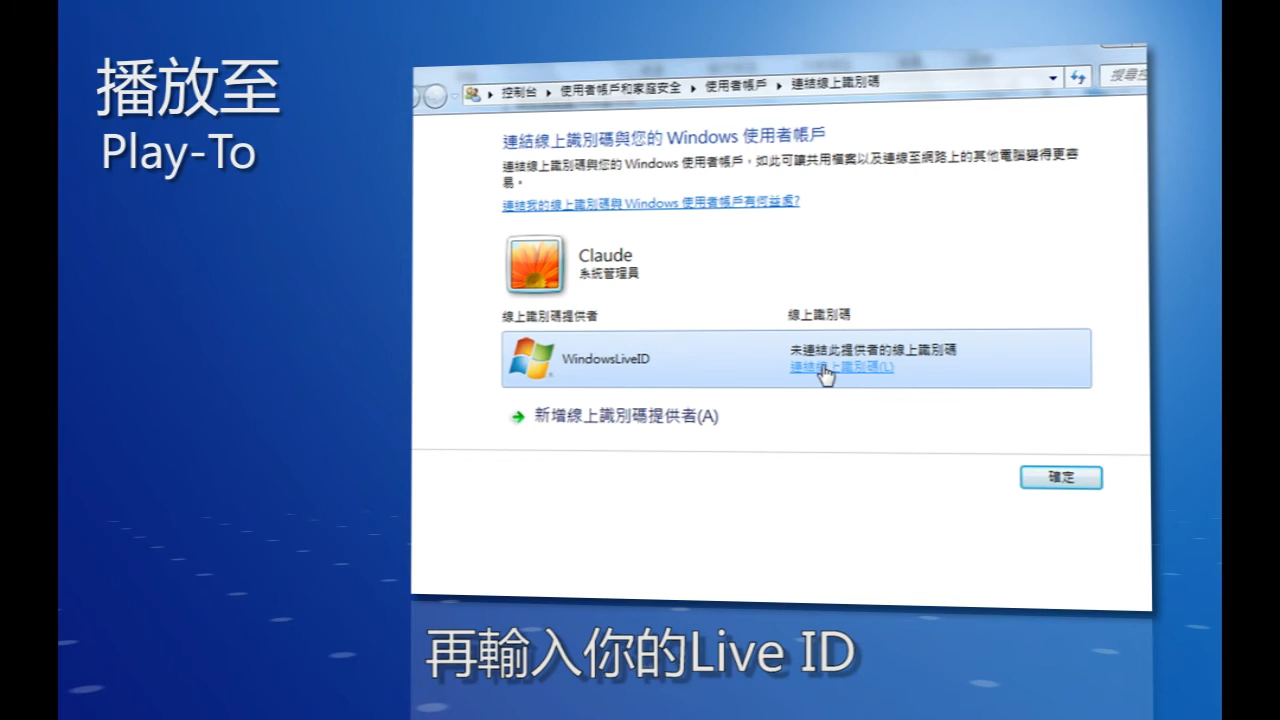 播放至
Play-To
控制台 ▸ 使用者帳戶和家庭安全 ▸ 使用者帳戶 ▸ 連結線上識別碼
搜尋控
連結線上識別碼與您的 Windows 使用者帳戶
連結線上識別碼與您的 Windows 使用者帳戶，如此可讓共用檔案以及連線至網路上的其他電腦變得更容
易。
連結我的線上識別碼與 Windows 使用者帳戶有何益處?
Claude
系統管理員
線上識別碼提供者
線上識別碼
WindowsLiveID
未連結此提供者的線上識別碼
連結線上識別碼(L)
新增線上識別碼提供者(A)
確定
再輸入你的Live ID